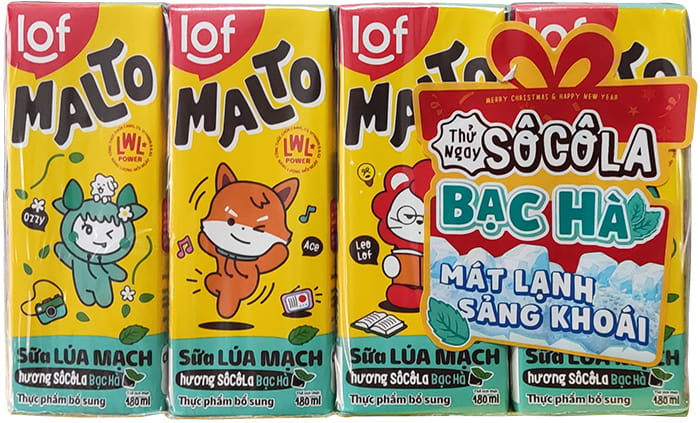 lof
MALTO
LWL
POWER
Ozzy
Sữa LÚA MẠCH
hương SôCôLa Bạc Hà
Thực phẩm bổ sung
180 ml
lof
MALTO
LWL
POWER
Ace
Sữa LÚA MẠCH
hương SôCôLa Bạc Hà
Thực phẩm bổ sung
180 ml
lof
MALTO
Leo
Lof
Sữa LÚA MẠCH
hương SôCôLa Bạc Hà
Thực phẩm bổ sung
180 ml
lof
Sữa LÚA MẠCH
hương SôCôLa Bạc Hà
Thực phẩm bổ sung
180 ml
MERRY CHRISTMAS & HAPPY NEW YEAR
Thử
Ngay
SÔCÔLA
BẠC HÀ
MÁT LẠNH
SẢNG KHOÁI